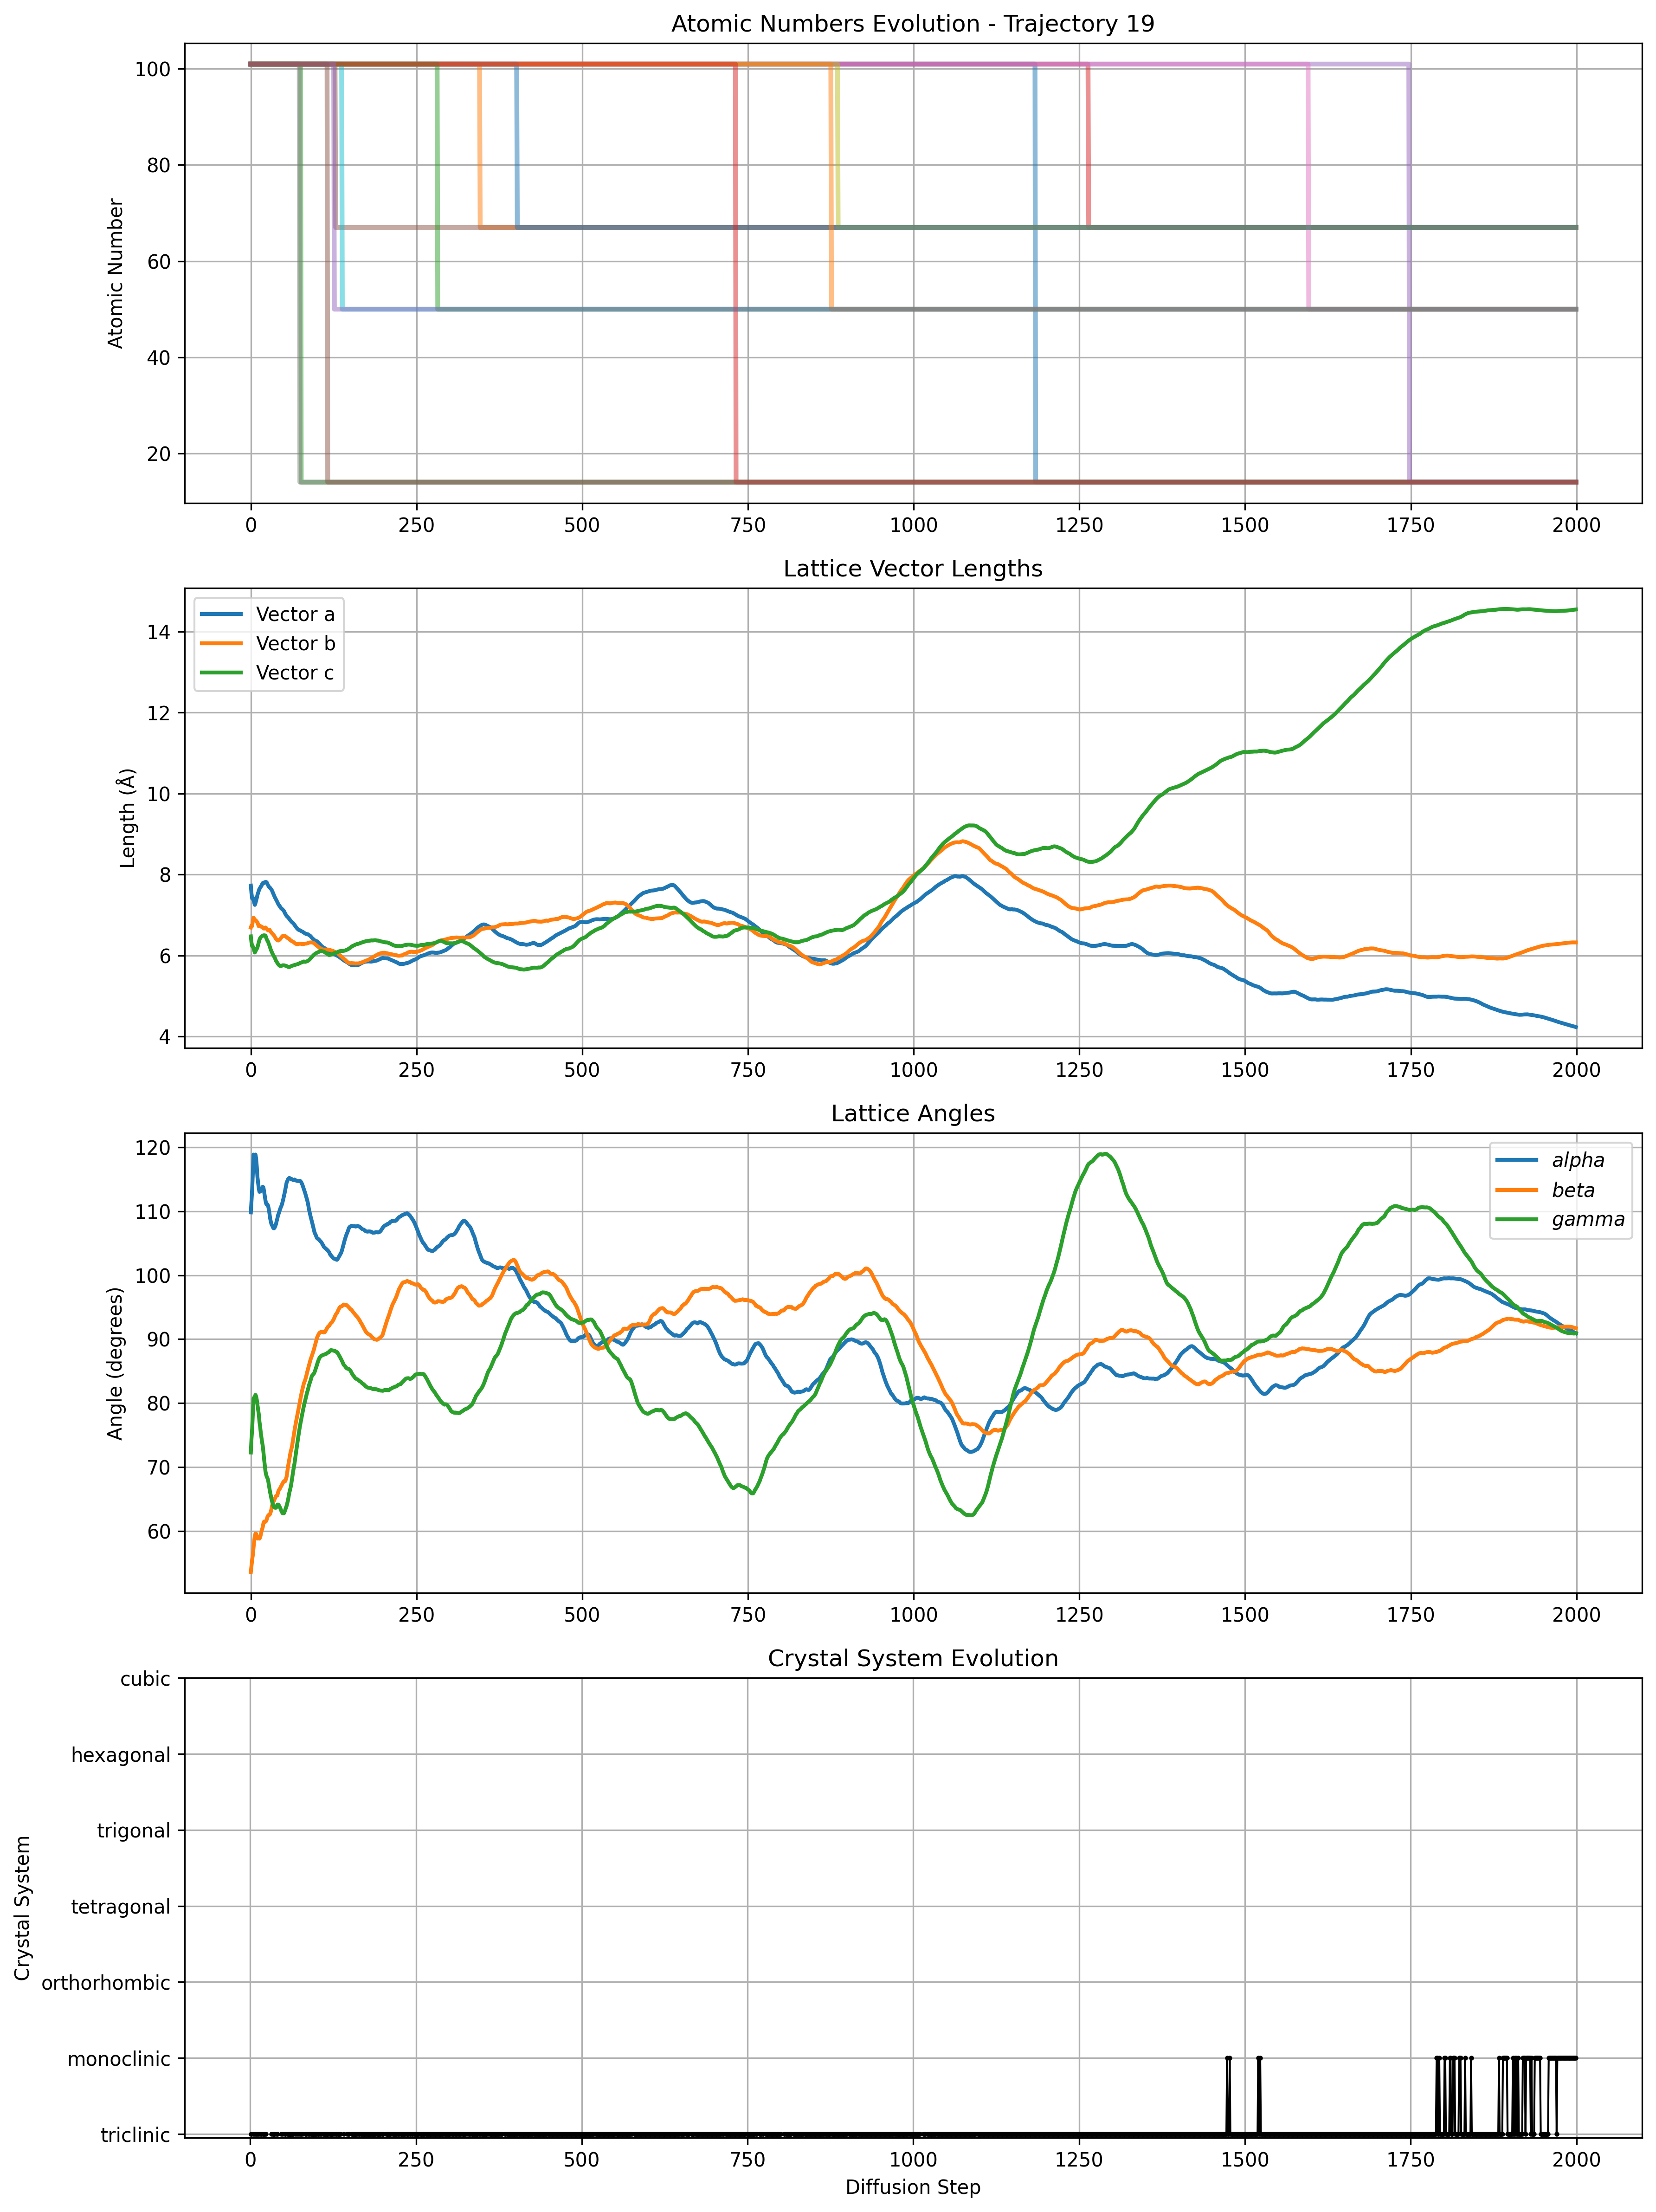 Atomic Numbers Evolution - Trajectory 19
Atomic Number
100
80
60
40
20
0 250 500 750 1000 1250 1500 1750 2000
Lattice Vector Lengths
Length (Å)
Vector a
Vector b
Vector c
14
12
10
8
6
4
0 250 500 750 1000 1250 1500 1750 2000
Lattice Angles
Angle (degrees)
alpha
beta
gamma
120
110
100
90
80
70
60
0 250 500 750 1000 1250 1500 1750 2000
Crystal System Evolution
Crystal System
cubic
hexagonal
trigonal
tetragonal
orthorhombic
monoclinic
triclinic
0 250 500 750 1000 1250 1500 1750 2000
Diffusion Step